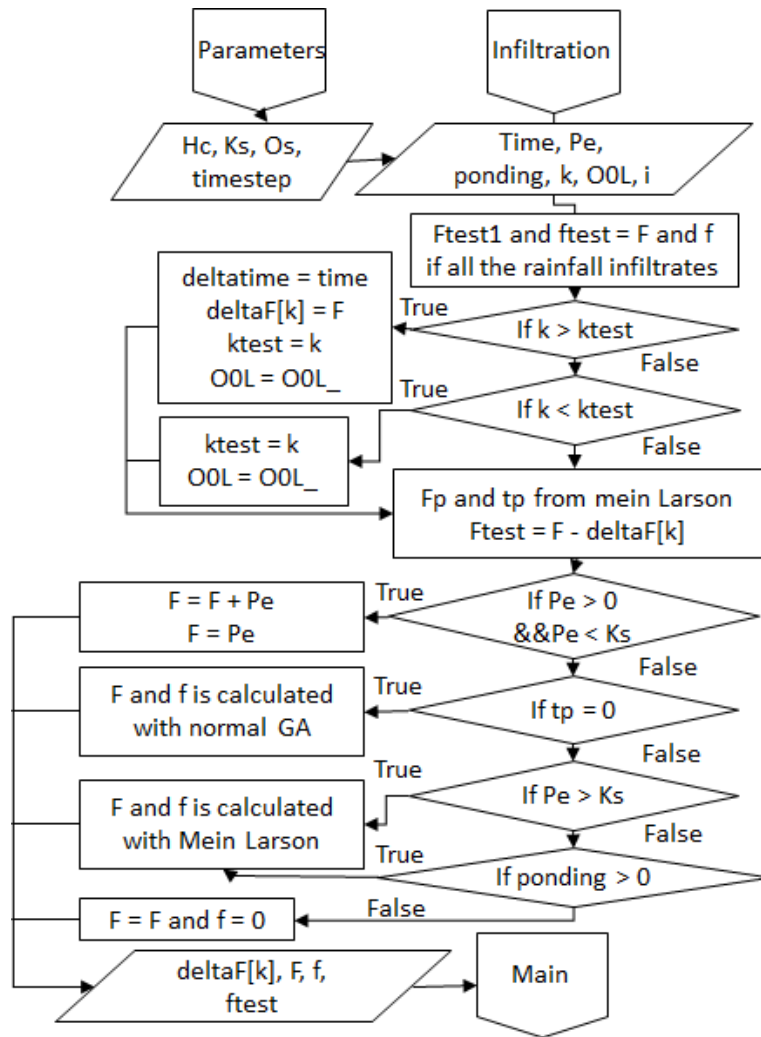 Parameters
Infiltration
Hc, Ks, Os,
timestep
Time, Pe,
ponding, k, O0L, i
Ftest1 and ftest = F and f
if all the rainfall infiltrates
deltatime = time
deltaF[k] = F
ktest = k
O0L = O0L_
True
If k > ktest
False
True
If k < ktest
ktest = k
O0L = O0L_
False
Fp and tp from mein Larson
Ftest = F - deltaF[k]
F = F + Pe
F = Pe
True
If Pe > 0
&&Pe < Ks
False
F and f is calculated
with normal GA
True
If tp = 0
False
True
F and f is calculated
with Mein Larson
If Pe > Ks
False
True
If ponding > 0
F = F and f = 0
False
deltaF[k], F, f,
ftest
Main